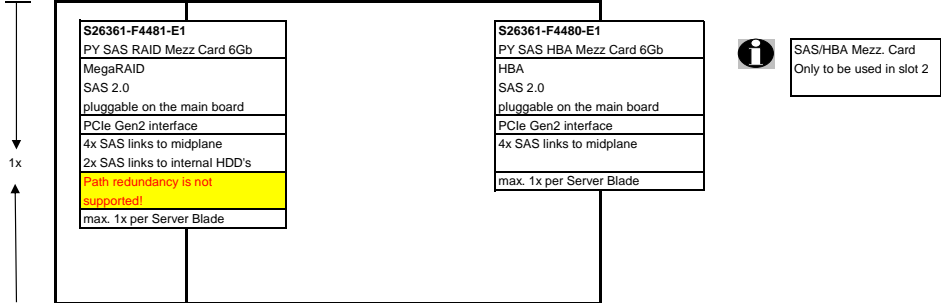 1x
S26361-F4481-E1
PY SAS RAID Mezz Card 6Gb
MegaRAID
SAS 2.0
pluggable on the main board
PCIe Gen2 interface
4x SAS links to midplane
2x SAS links to internal HDD's
Path redundancy is not
supported!
max. 1x per Server Blade
S26361-F4480-E1
PY SAS HBA Mezz Card 6Gb
HBA
SAS 2.0
pluggable on the main board
PCIe Gen2 interface
4x SAS links to midplane
max. 1x per Server Blade
i
SAS/HBA Mezz. Card
Only to be used in slot 2